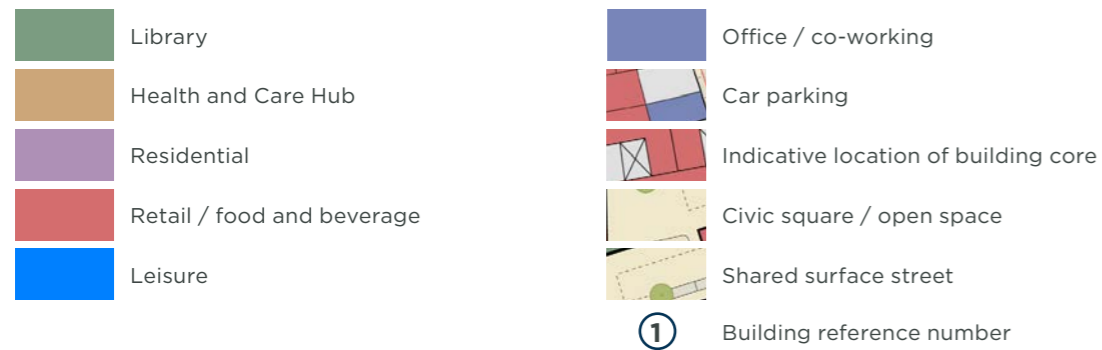 Library
Health and Care Hub
Residential
Retail / food and beverage
Leisure
Office / co-working
Car parking
Indicative location of building core
Civic square / open space
Shared surface street
1 Building reference number